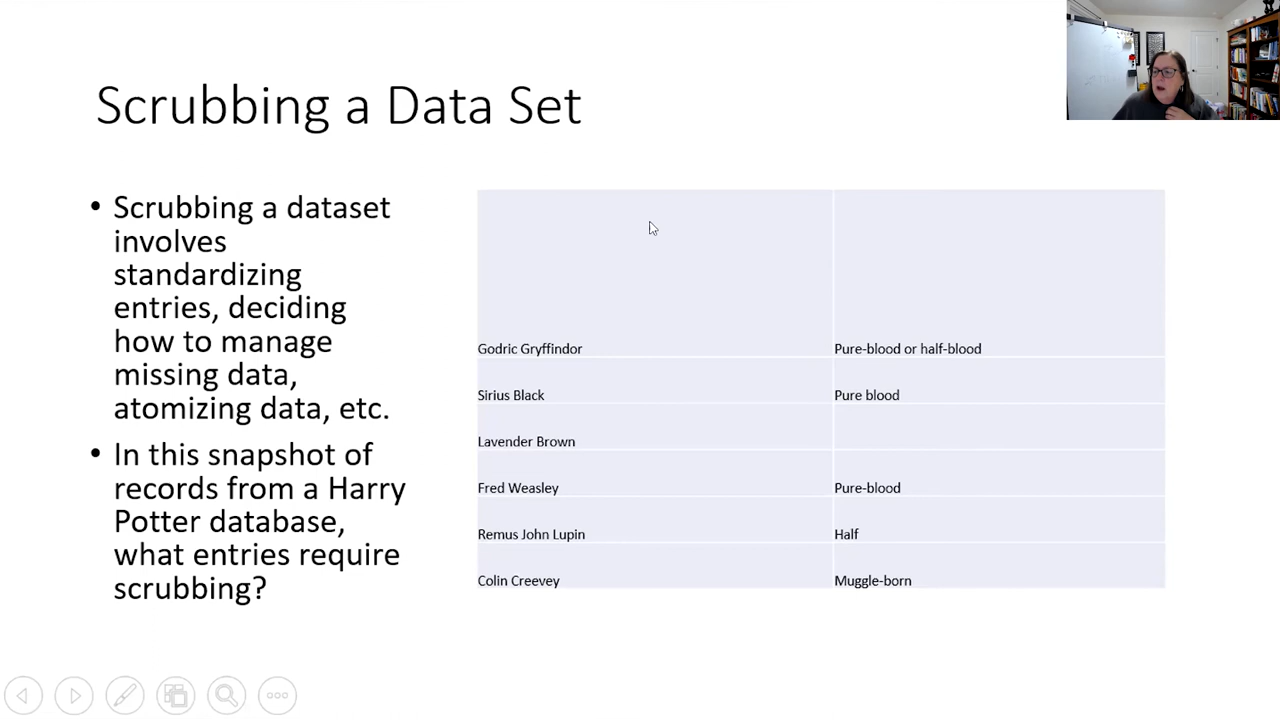 Scrubbing a Data Set
• Scrubbing a dataset
involves
standardizing
entries, deciding
how to manage
missing data,
atomizing data, etc.
• In this snapshot of
records from a Harry
Potter database,
what entries require
scrubbing?
Godric Gryffindor Pure-blood or half-blood
Sirius Black Pure blood
Lavender Brown
Fred Weasley Pure-blood
Remus John Lupin Half
Colin Creevey Muggle-born